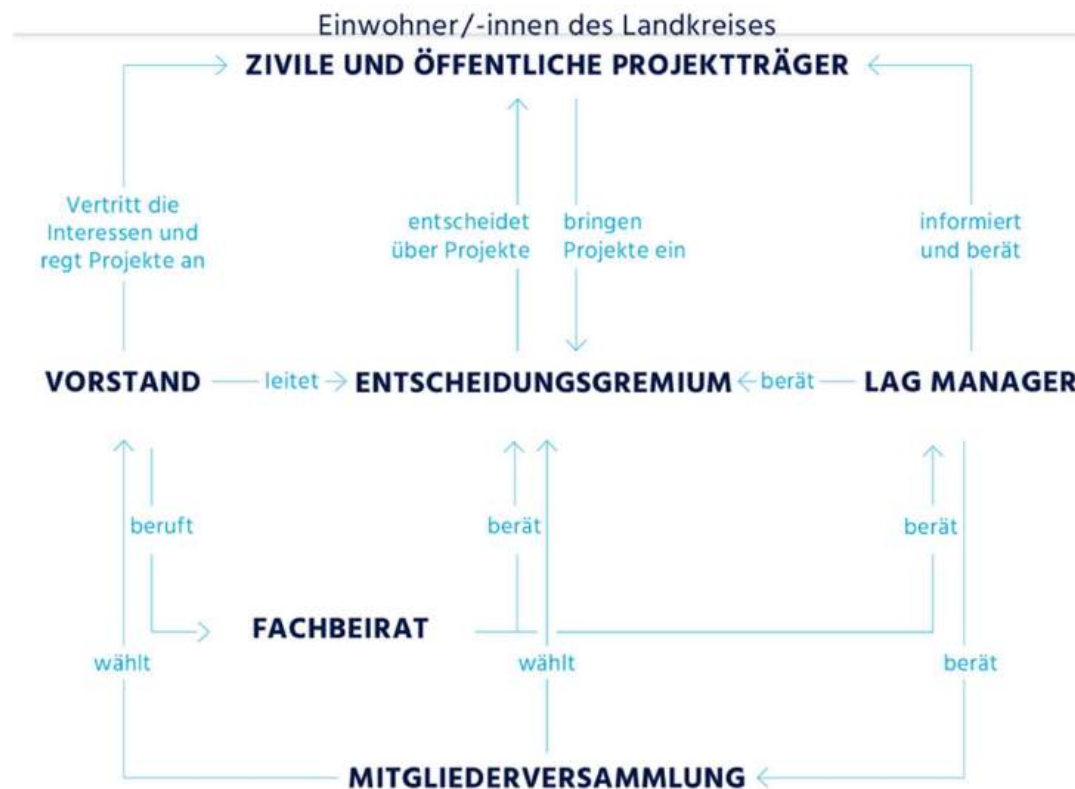 Einwohner/-innen des Landkreises
ZIVILE UND ÖFFENTLICHE PROJEKTTRÄGER
Vertritt die
Interessen und
regt Projekte an
entscheidet
über Projekte
bringen
Projekte ein
informiert
und berät
VORSTAND
leitet
ENTSCHEIDUNGSGREMIUM
berät
LAG MANAGER
beruft
berät
berät
FACHBEIRAT
wählt
wählt
berät
MITGLIEDERVERSAMMLUNG